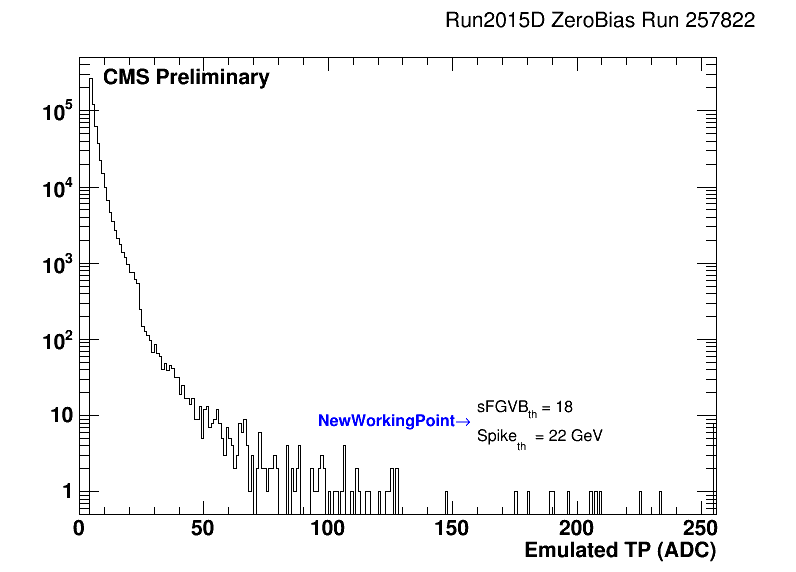 Run2015D ZeroBias Run 257822
CMS Preliminary
10^5
10^4
10^3
10^2
10
1
NewWorkingPoint→
sFGVB_th = 18
Spike_th = 22 GeV
0 50 100 150 200 250
Emulated TP (ADC)